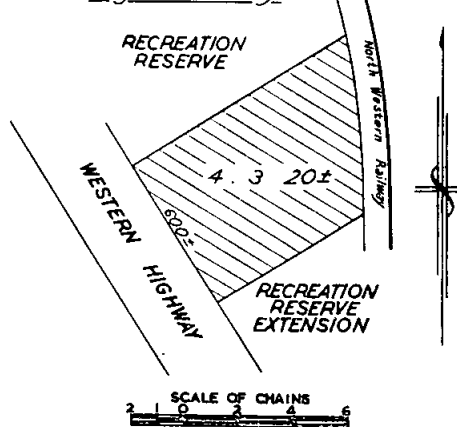 RECREATION
RESERVE
North Western Railway
4 . 3 20±
WESTERN HIGHWAY
600±
RECREATION
RESERVE
EXTENSION
SCALE OF CHAINS
2 1 0 2 4 6